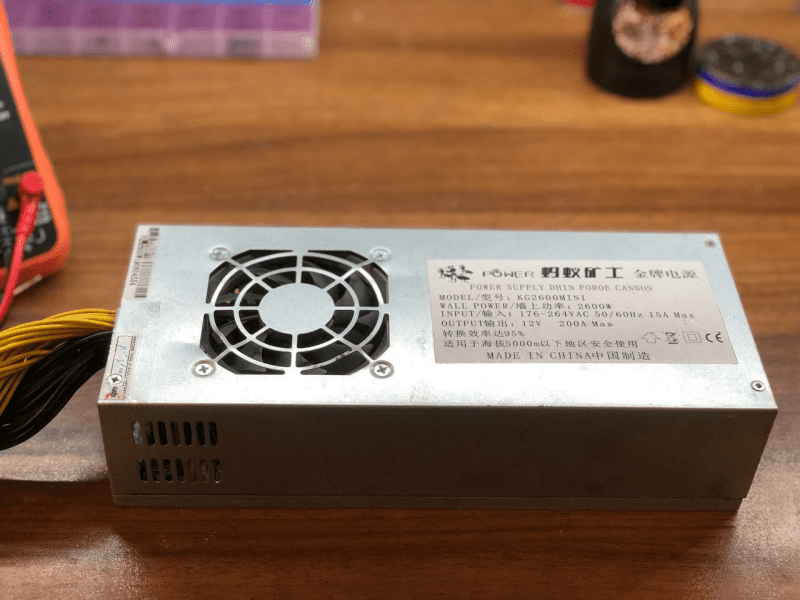 POWER 蚂蚁矿工 金牌电源
POWER SUPPLY DHIN FOROE CANNON
MODEL/型号: KG2600MINI
WALL POWER/墙上功率: 2600W
INPUT/输入: 176-264VAC 50/60Hz 15A Max
OUTPUT输出: 12V 200A Max
转换效率达95%
适用于海拔5000m以下地区安全使用
MADE IN CHINA中国制造